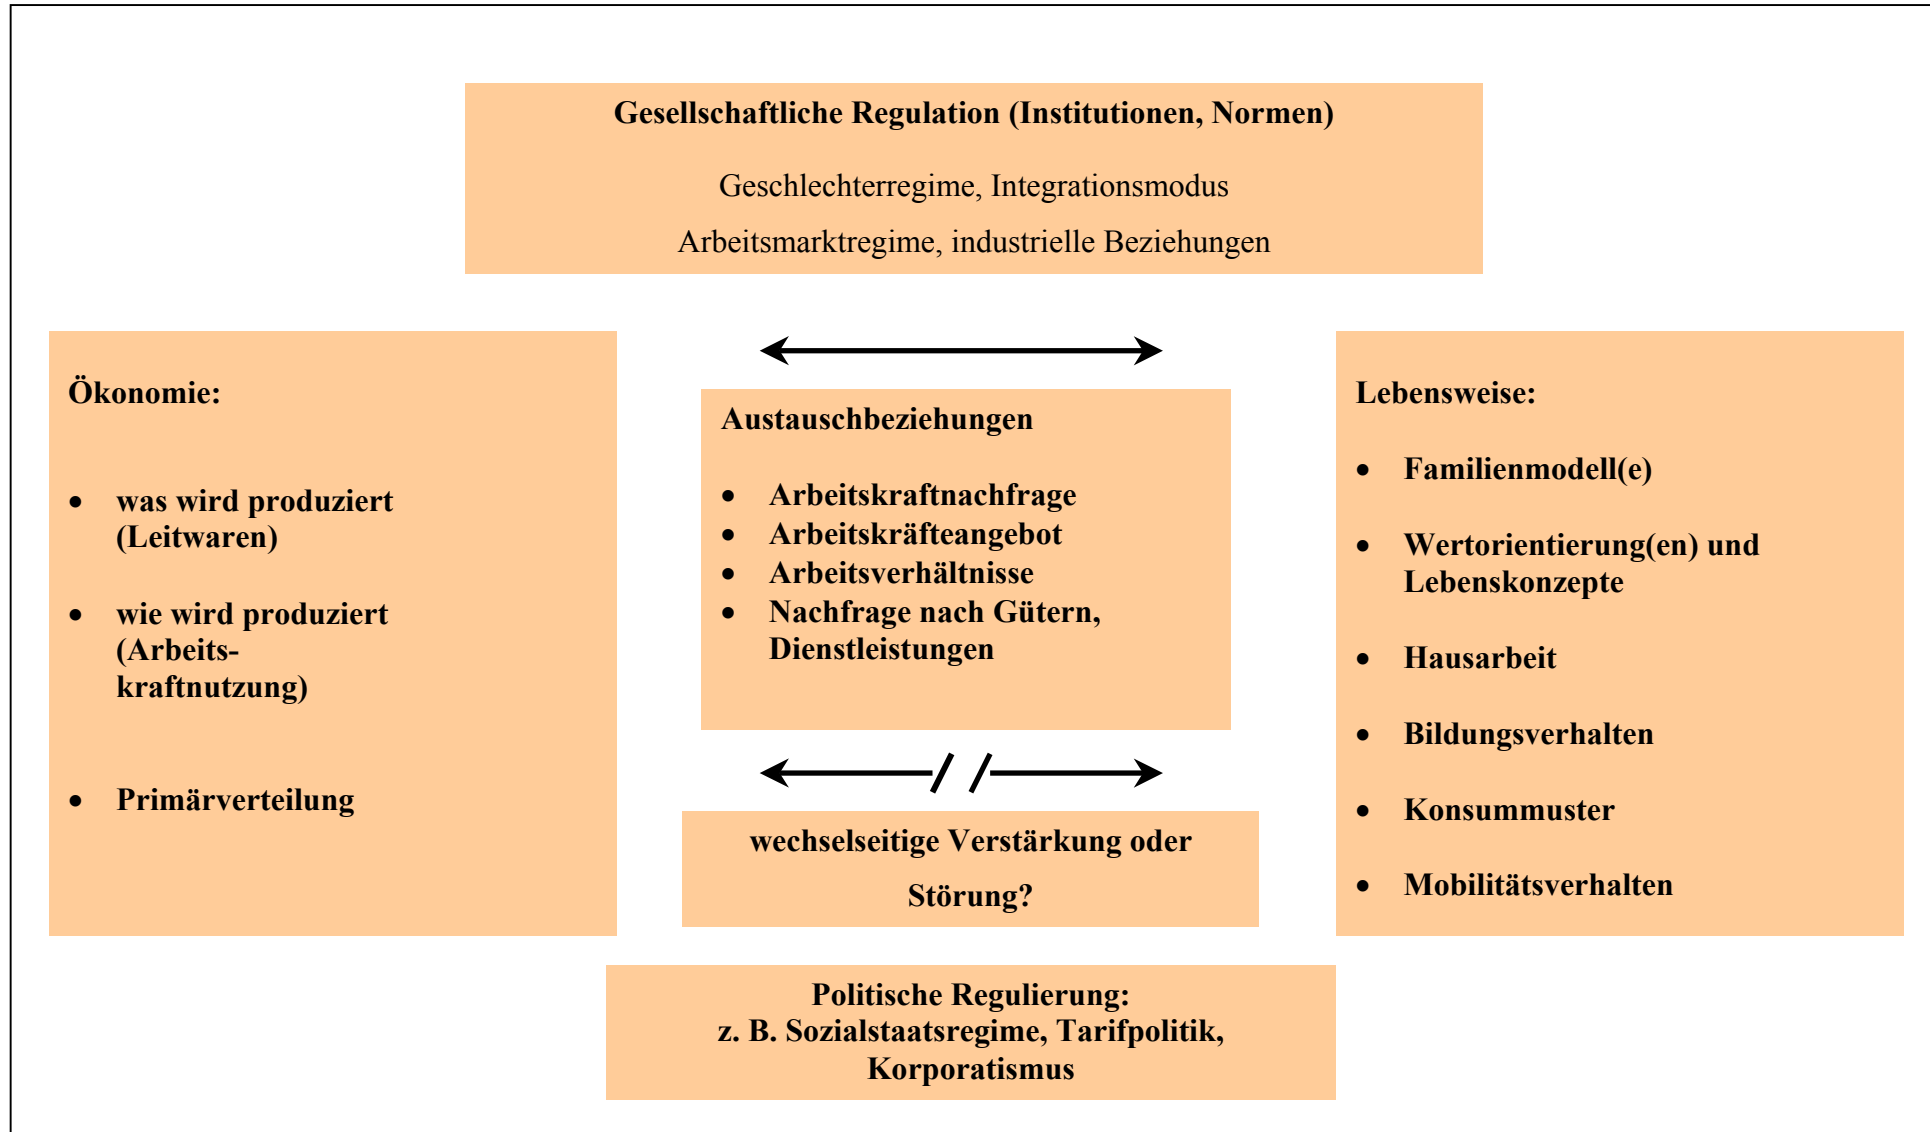 Gesellschaftliche Regulation (Institutionen, Normen)
Geschlechterregime, Integrationsmodus
Arbeitsmarktregime, industrielle Beziehungen
Ökonomie:
• was wird produziert
(Leitwaren)
• wie wird produziert
(Arbeits-
kraftnutzung)
• Primärverteilung
Austauschbeziehungen
• Arbeitskraftnachfrage
• Arbeitskräfteangebot
• Arbeitsverhältnisse
• Nachfrage nach Gütern,
Dienstleistungen
wechselseitige Verstärkung oder
Störung?
Lebensweise:
• Familienmodell(e)
• Wertorientierung(en) und
Lebenskonzepte
• Hausarbeit
• Bildungsverhalten
• Konsummuster
• Mobilitätsverhalten
Politische Regulierung:
z. B. Sozialstaatsregime, Tarifpolitik,
Korporatismus